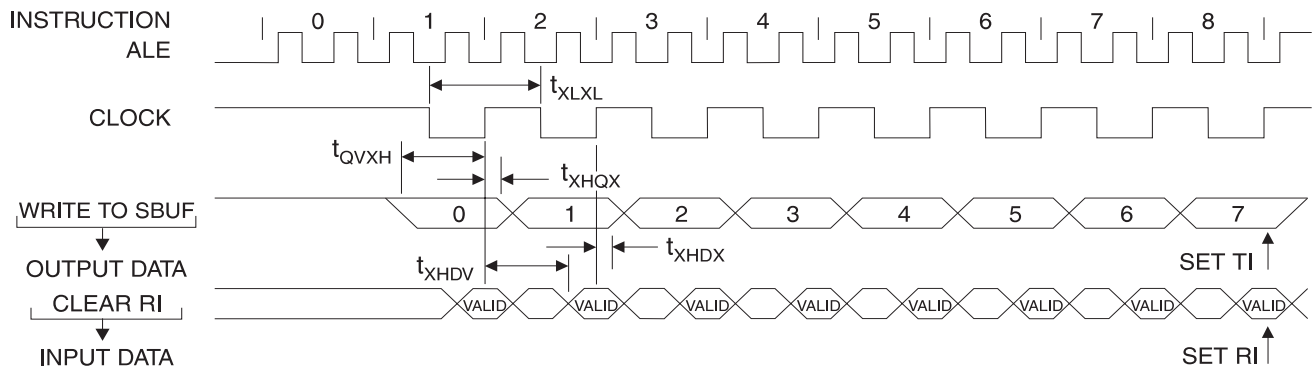 INSTRUCTION 0 1 2 3 4 5 6 7 8
ALE
tXLXL
CLOCK
tQVXH
tXHQX
WRITE TO SBUF 0 1 2 3 4 5 6 7
tXHDX
OUTPUT DATA SET TI
tXHDV
CLEAR RI VALID VALID VALID VALID VALID VALID VALID VALID
INPUT DATA SET RI